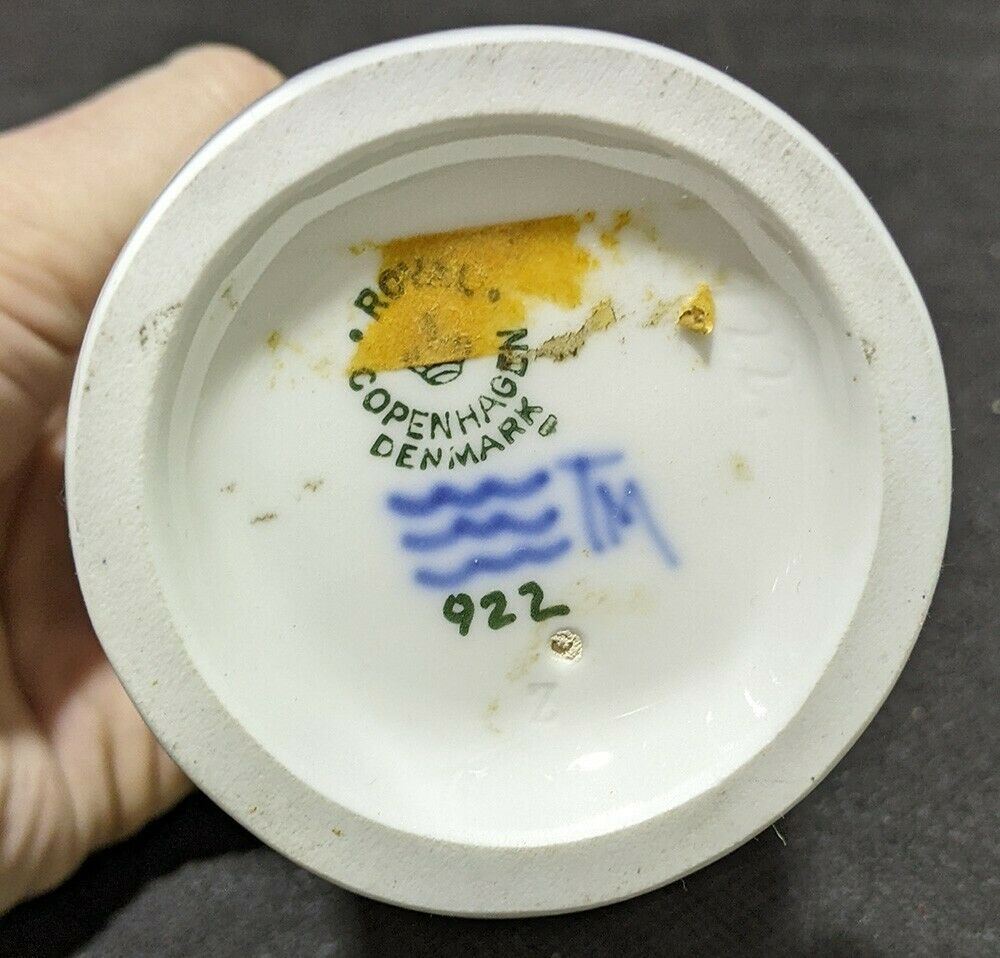 ROYAL
COPENHAGEN
DENMARK
TM
922
Z